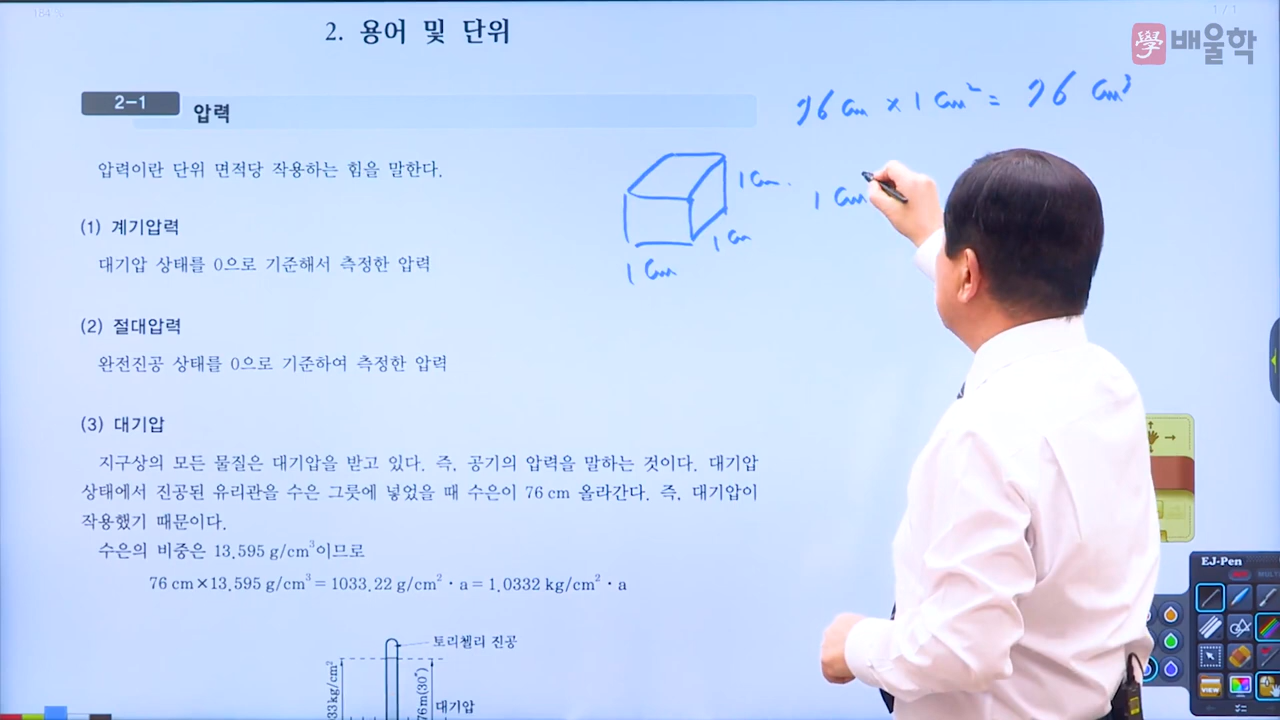 184 %
1 / 1
2. 용어 및 단위
學 배울학
2-1 압력
76 cm × 1 cm² = 76 cm³
압력이란 단위 면적당 작용하는 힘을 말한다.
1 cm.
1 cm
1 cm
1 cm
(1) 계기압력
대기압 상태를 0으로 기준해서 측정한 압력
(2) 절대압력
완전진공 상태를 0으로 기준하여 측정한 압력
(3) 대기압
지구상의 모든 물질은 대기압을 받고 있다. 즉, 공기의 압력을 말하는 것이다. 대기압
상태에서 진공된 유리관을 수은 그릇에 넣었을 때 수은이 76 cm 올라간다. 즉, 대기압이
작용했기 때문이다.
수은의 비중은 13.595 g/cm³이므로
76 cm×13.595 g/cm³ = 1033.22 g/cm²·a = 1.0332 kg/cm²·a
토리첼리 진공
33 kg/cm²
76m(30")
대기압
EJ-Pen
MULTI
VIEW